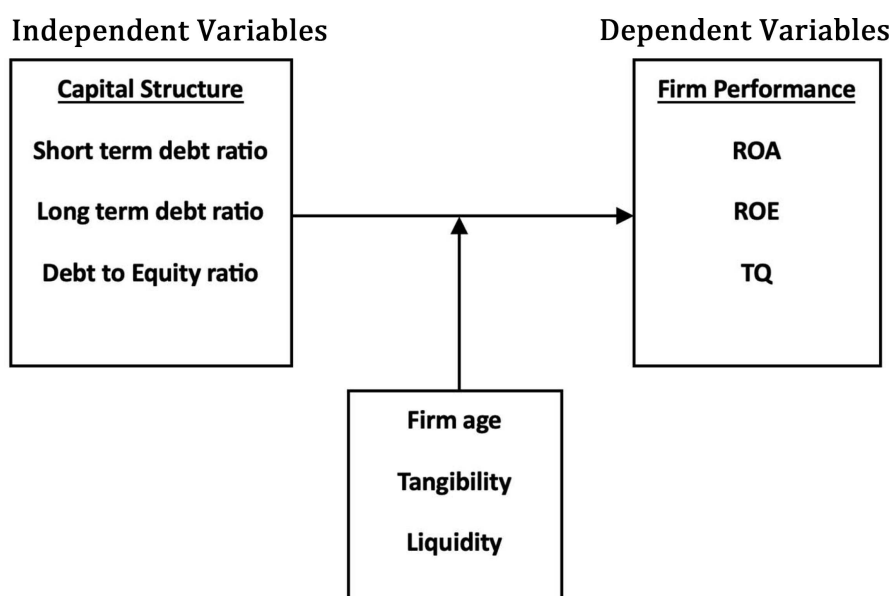 Independent Variables
Dependent Variables
Capital Structure
Short term debt ratio
Long term debt ratio
Debt to Equity ratio
Firm Performance
ROA
ROE
TQ
Firm age
Tangibility
Liquidity